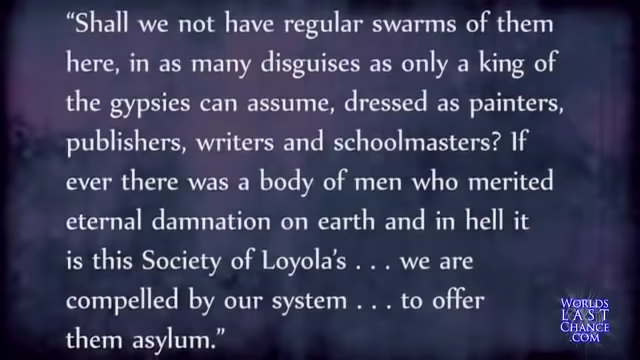 “Shall we not have regular swarms of them
here, in as many disguises as only a king of
the gypsies can assume, dressed as painters,
publishers, writers and schoolmasters? If
ever there was a body of men who merited
eternal damnation on earth and in hell it
is this Society of Loyola’s . . . we are
compelled by our system . . . to offer
them asylum.”
WORLDS
LAST
CHANCE
.COM